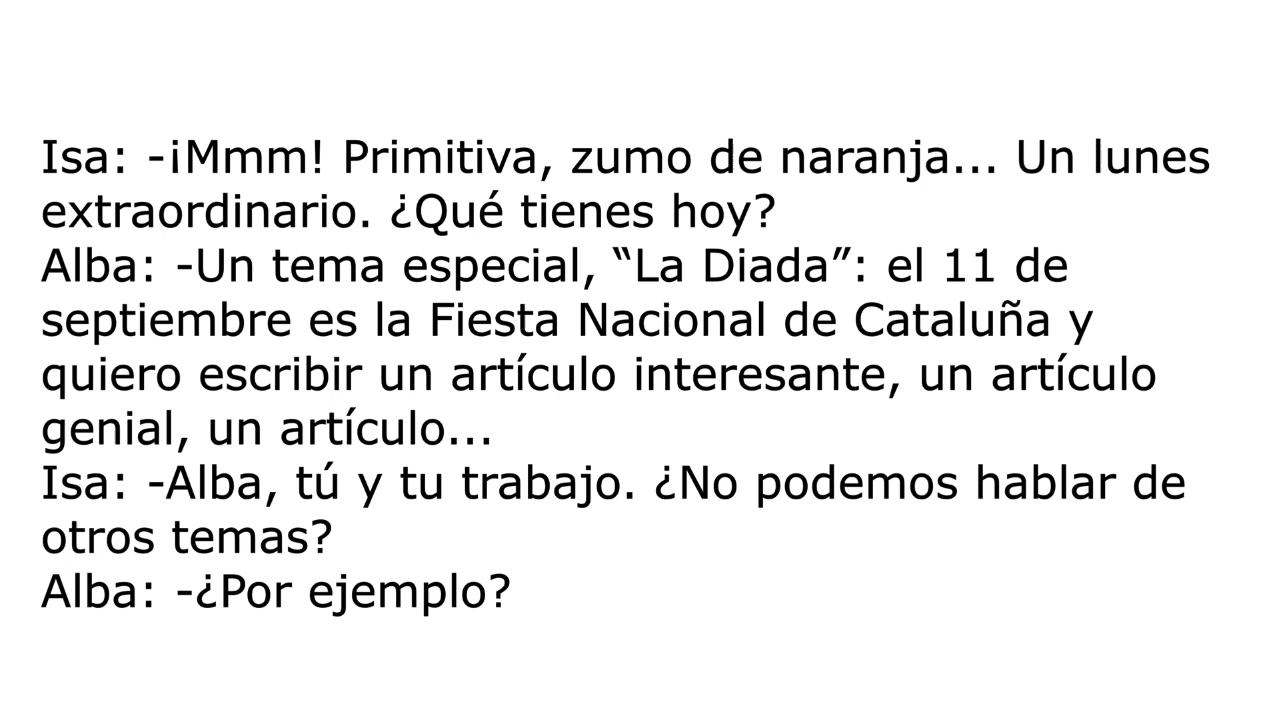 Isa: -¡Mmm! Primitiva, zumo de naranja... Un lunes
extraordinario. ¿Qué tienes hoy?
Alba: -Un tema especial, “La Diada”: el 11 de
septiembre es la Fiesta Nacional de Cataluña y
quiero escribir un artículo interesante, un artículo
genial, un artículo...
Isa: -Alba, tú y tu trabajo. ¿No podemos hablar de
otros temas?
Alba: -¿Por ejemplo?